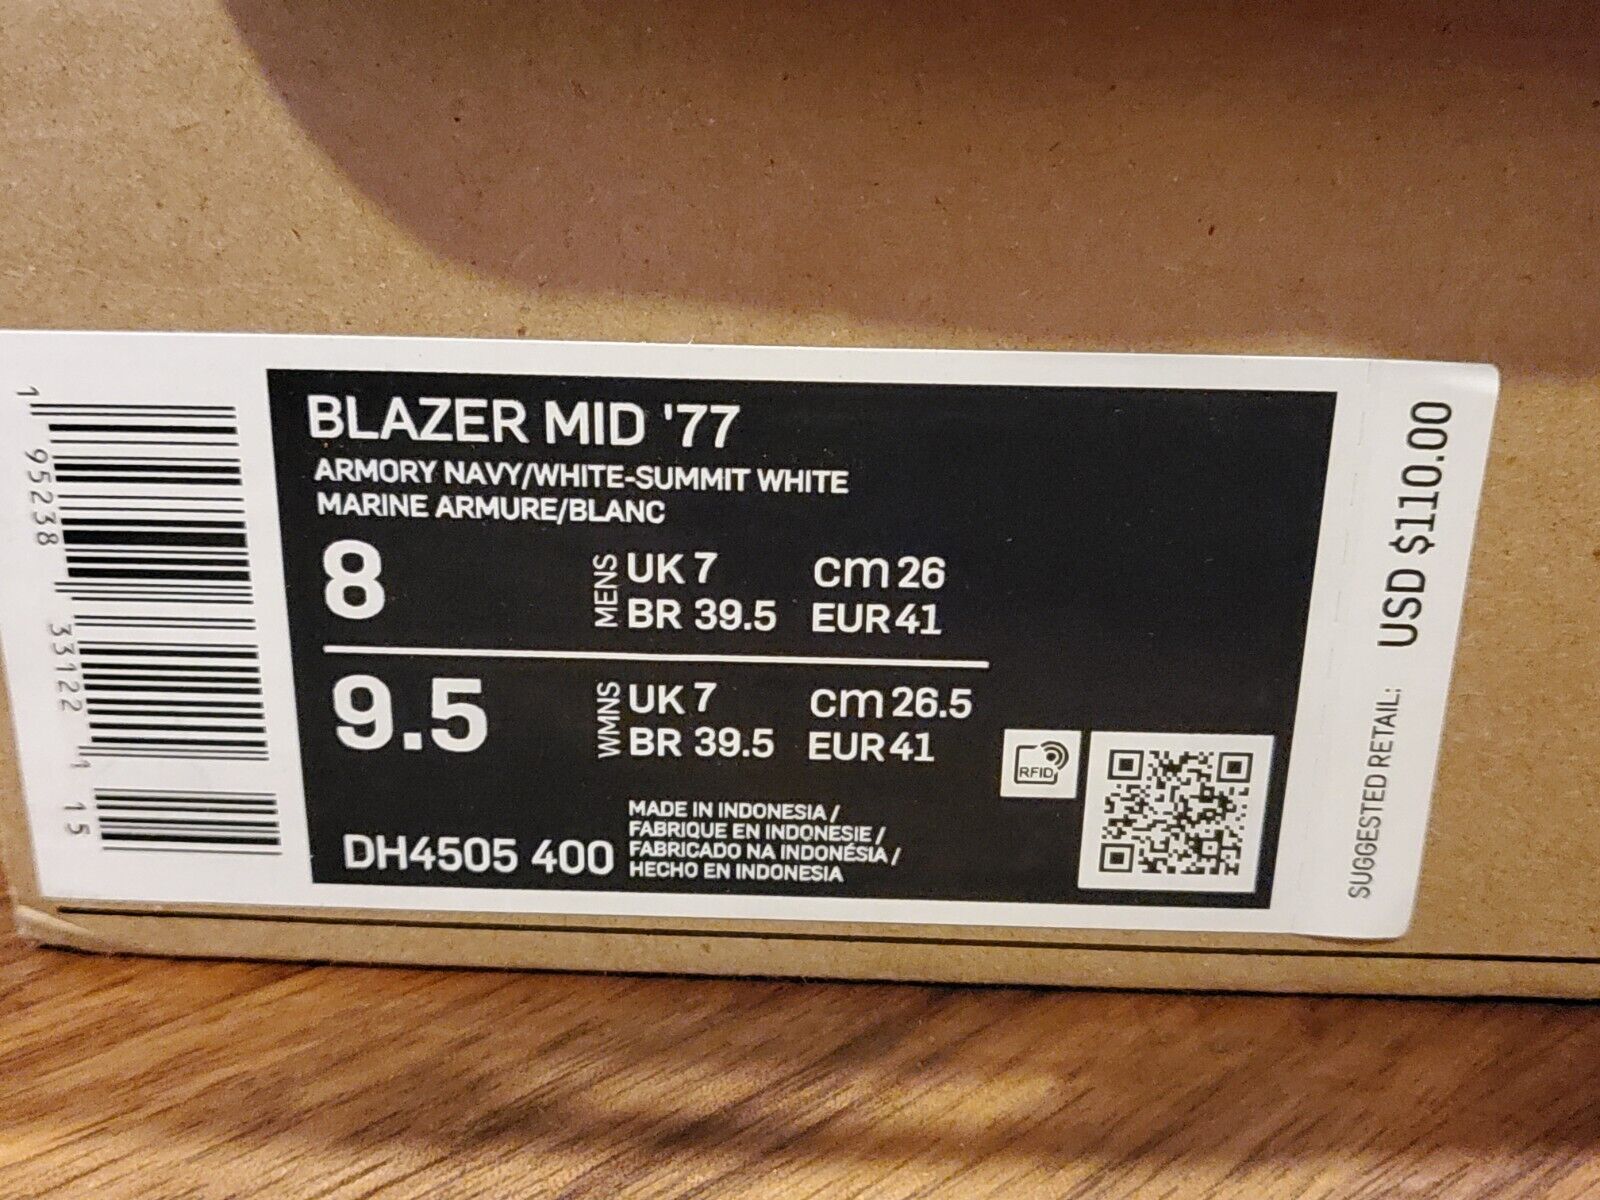 BLAZER MID '77
ARMORY NAVY/WHITE-SUMMIT WHITE
MARINE ARMURE/BLANC
8
MENS
UK 7 cm 26
BR 39.5 EUR 41
9.5
WMNS
UK 7 cm 26.5
BR 39.5 EUR 41
DH4505 400
MADE IN INDONESIA /
FABRIQUE EN INDONESIE /
FABRICADO NA INDONÉSIA /
HECHO EN INDONESIA
RFID
SUGGESTED RETAIL: USD $110.00
1 95238 33122 1 15